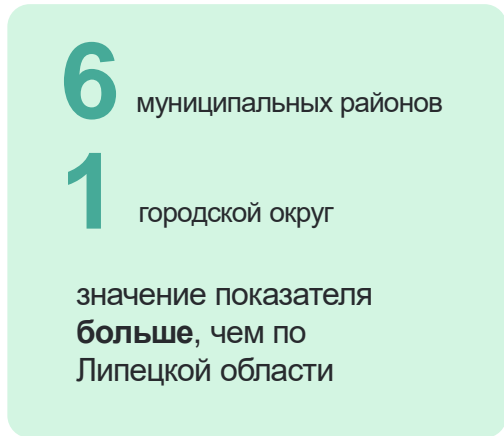 6 муниципальных районов
1 городской округ
значение показателя
больше, чем по
Липецкой области